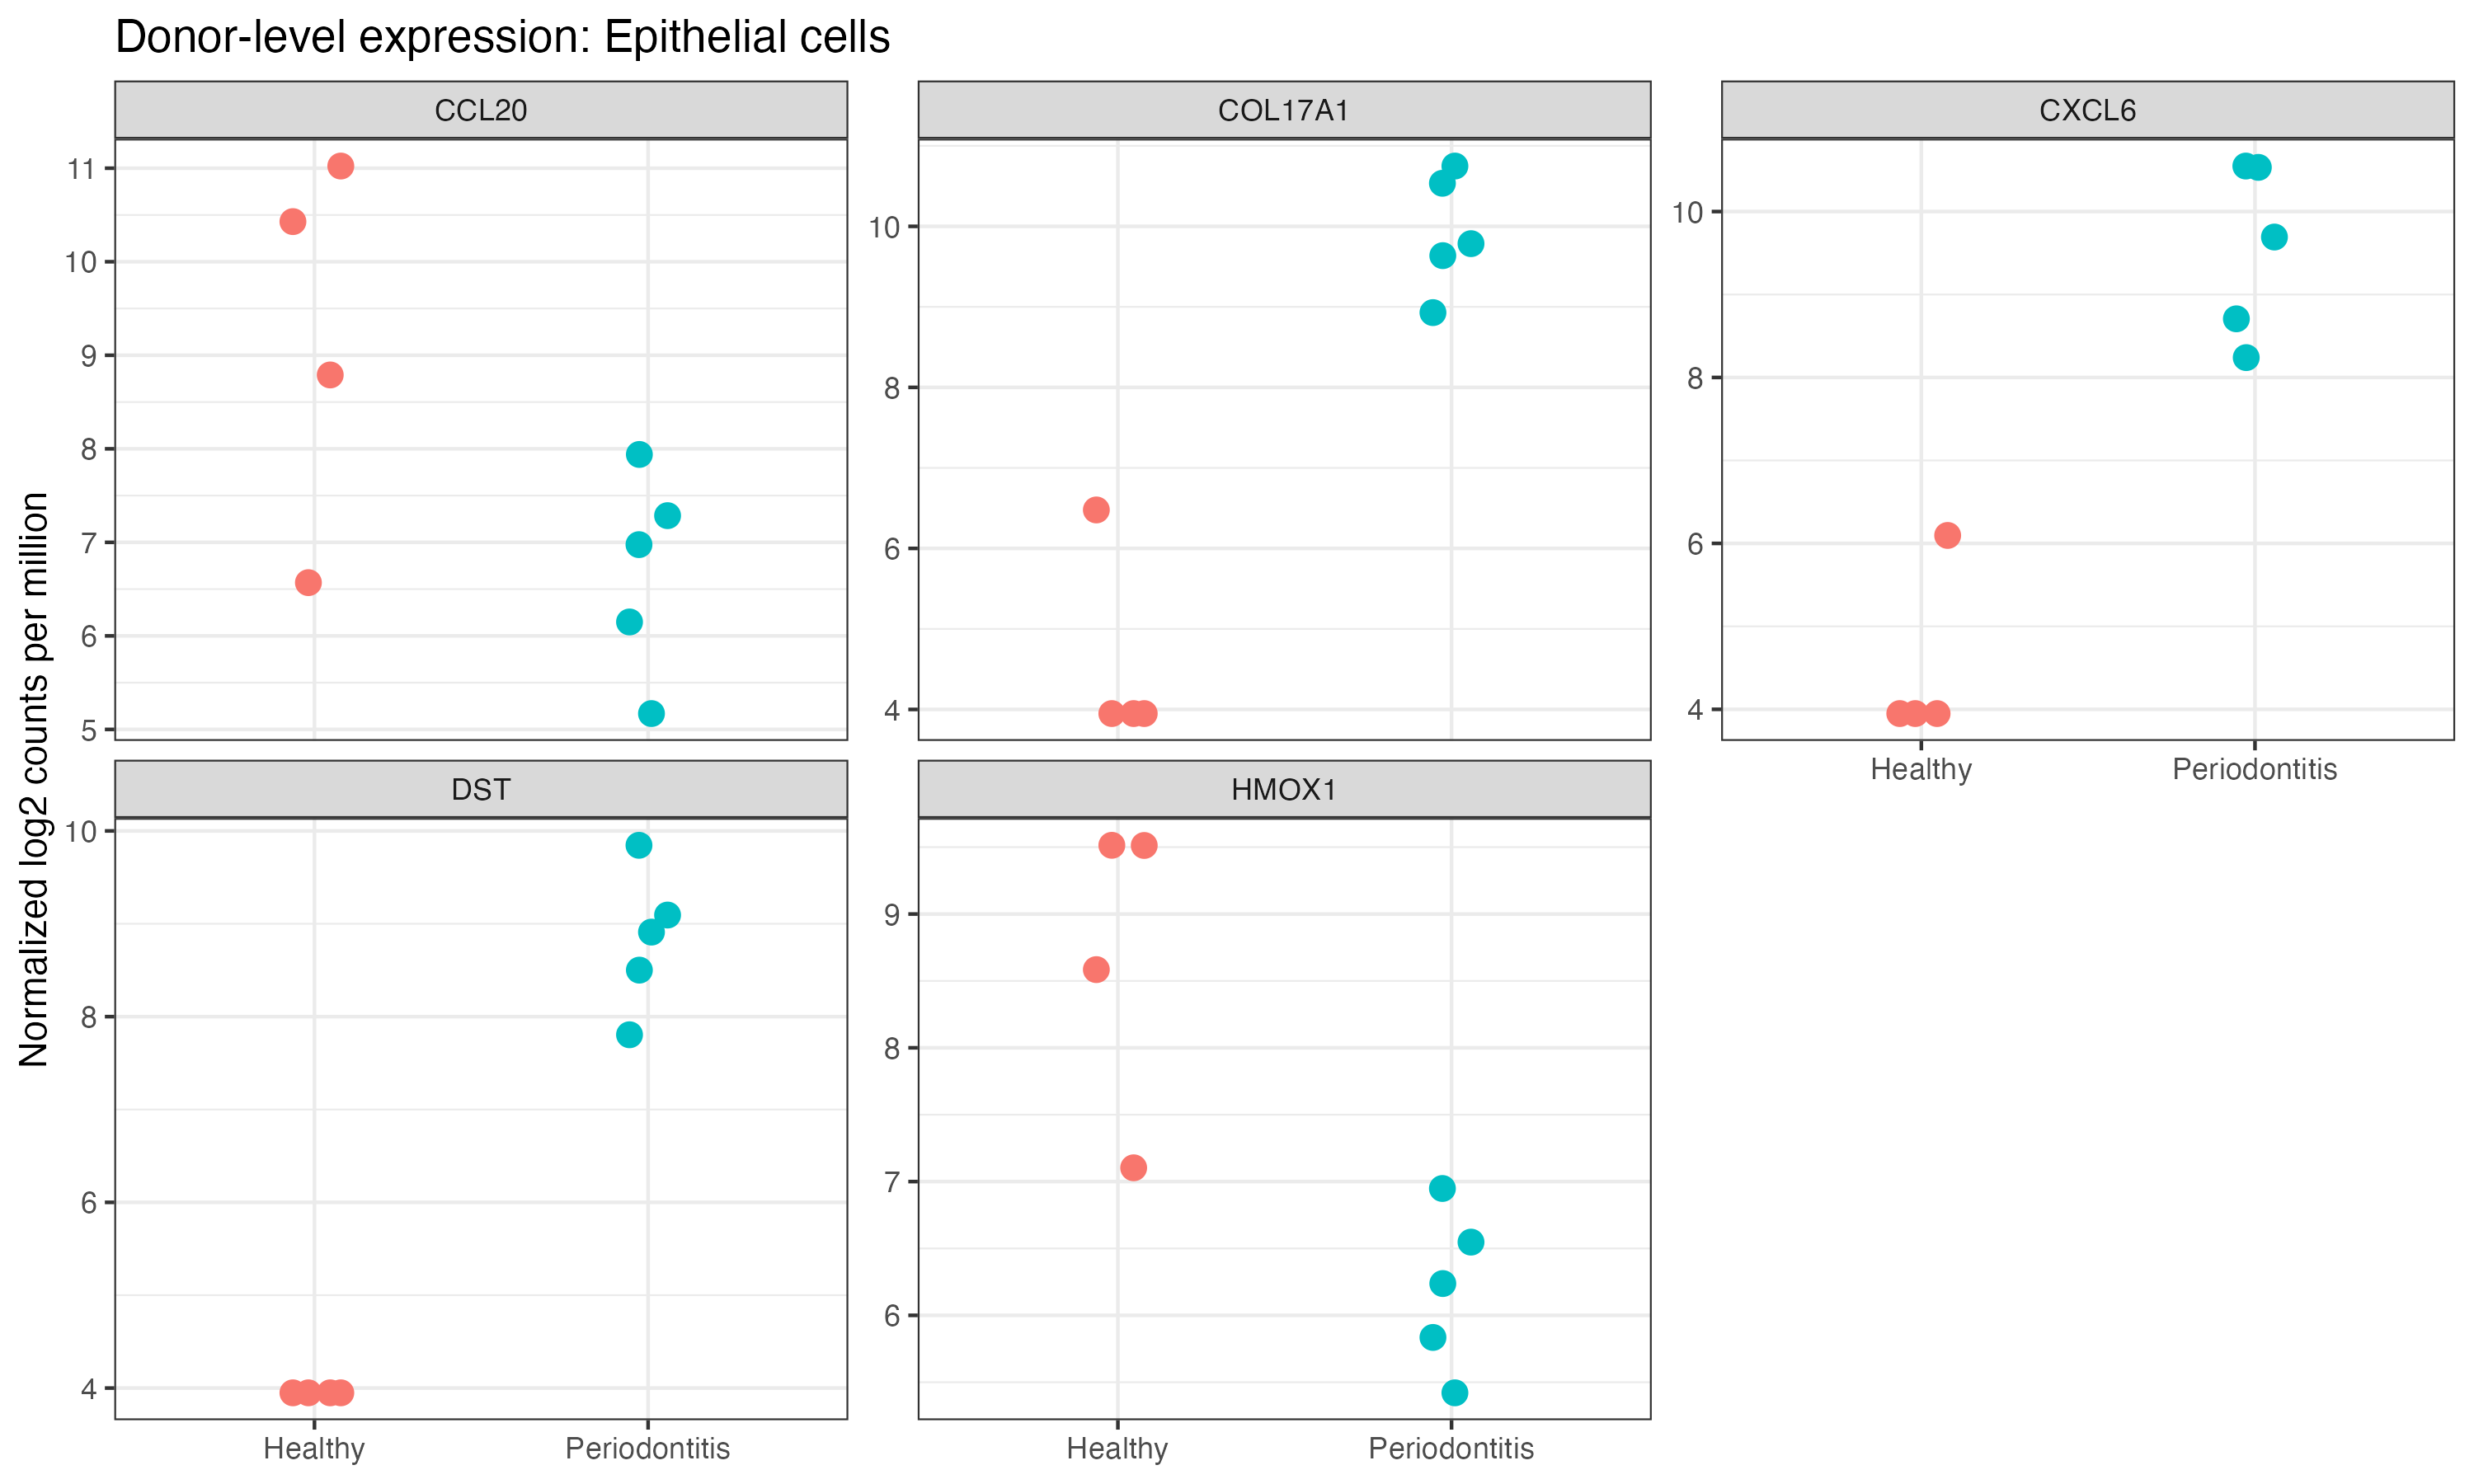 Donor-level expression: Epithelial cells
Normalized log2 counts per million
CCL20
11
10
9
8
7
6
5
COL17A1
10
8
6
4
CXCL6
10
8
6
4
Healthy Periodontitis
DST
10
8
6
4
Healthy Periodontitis
HMOX1
9
8
7
6
Healthy Periodontitis